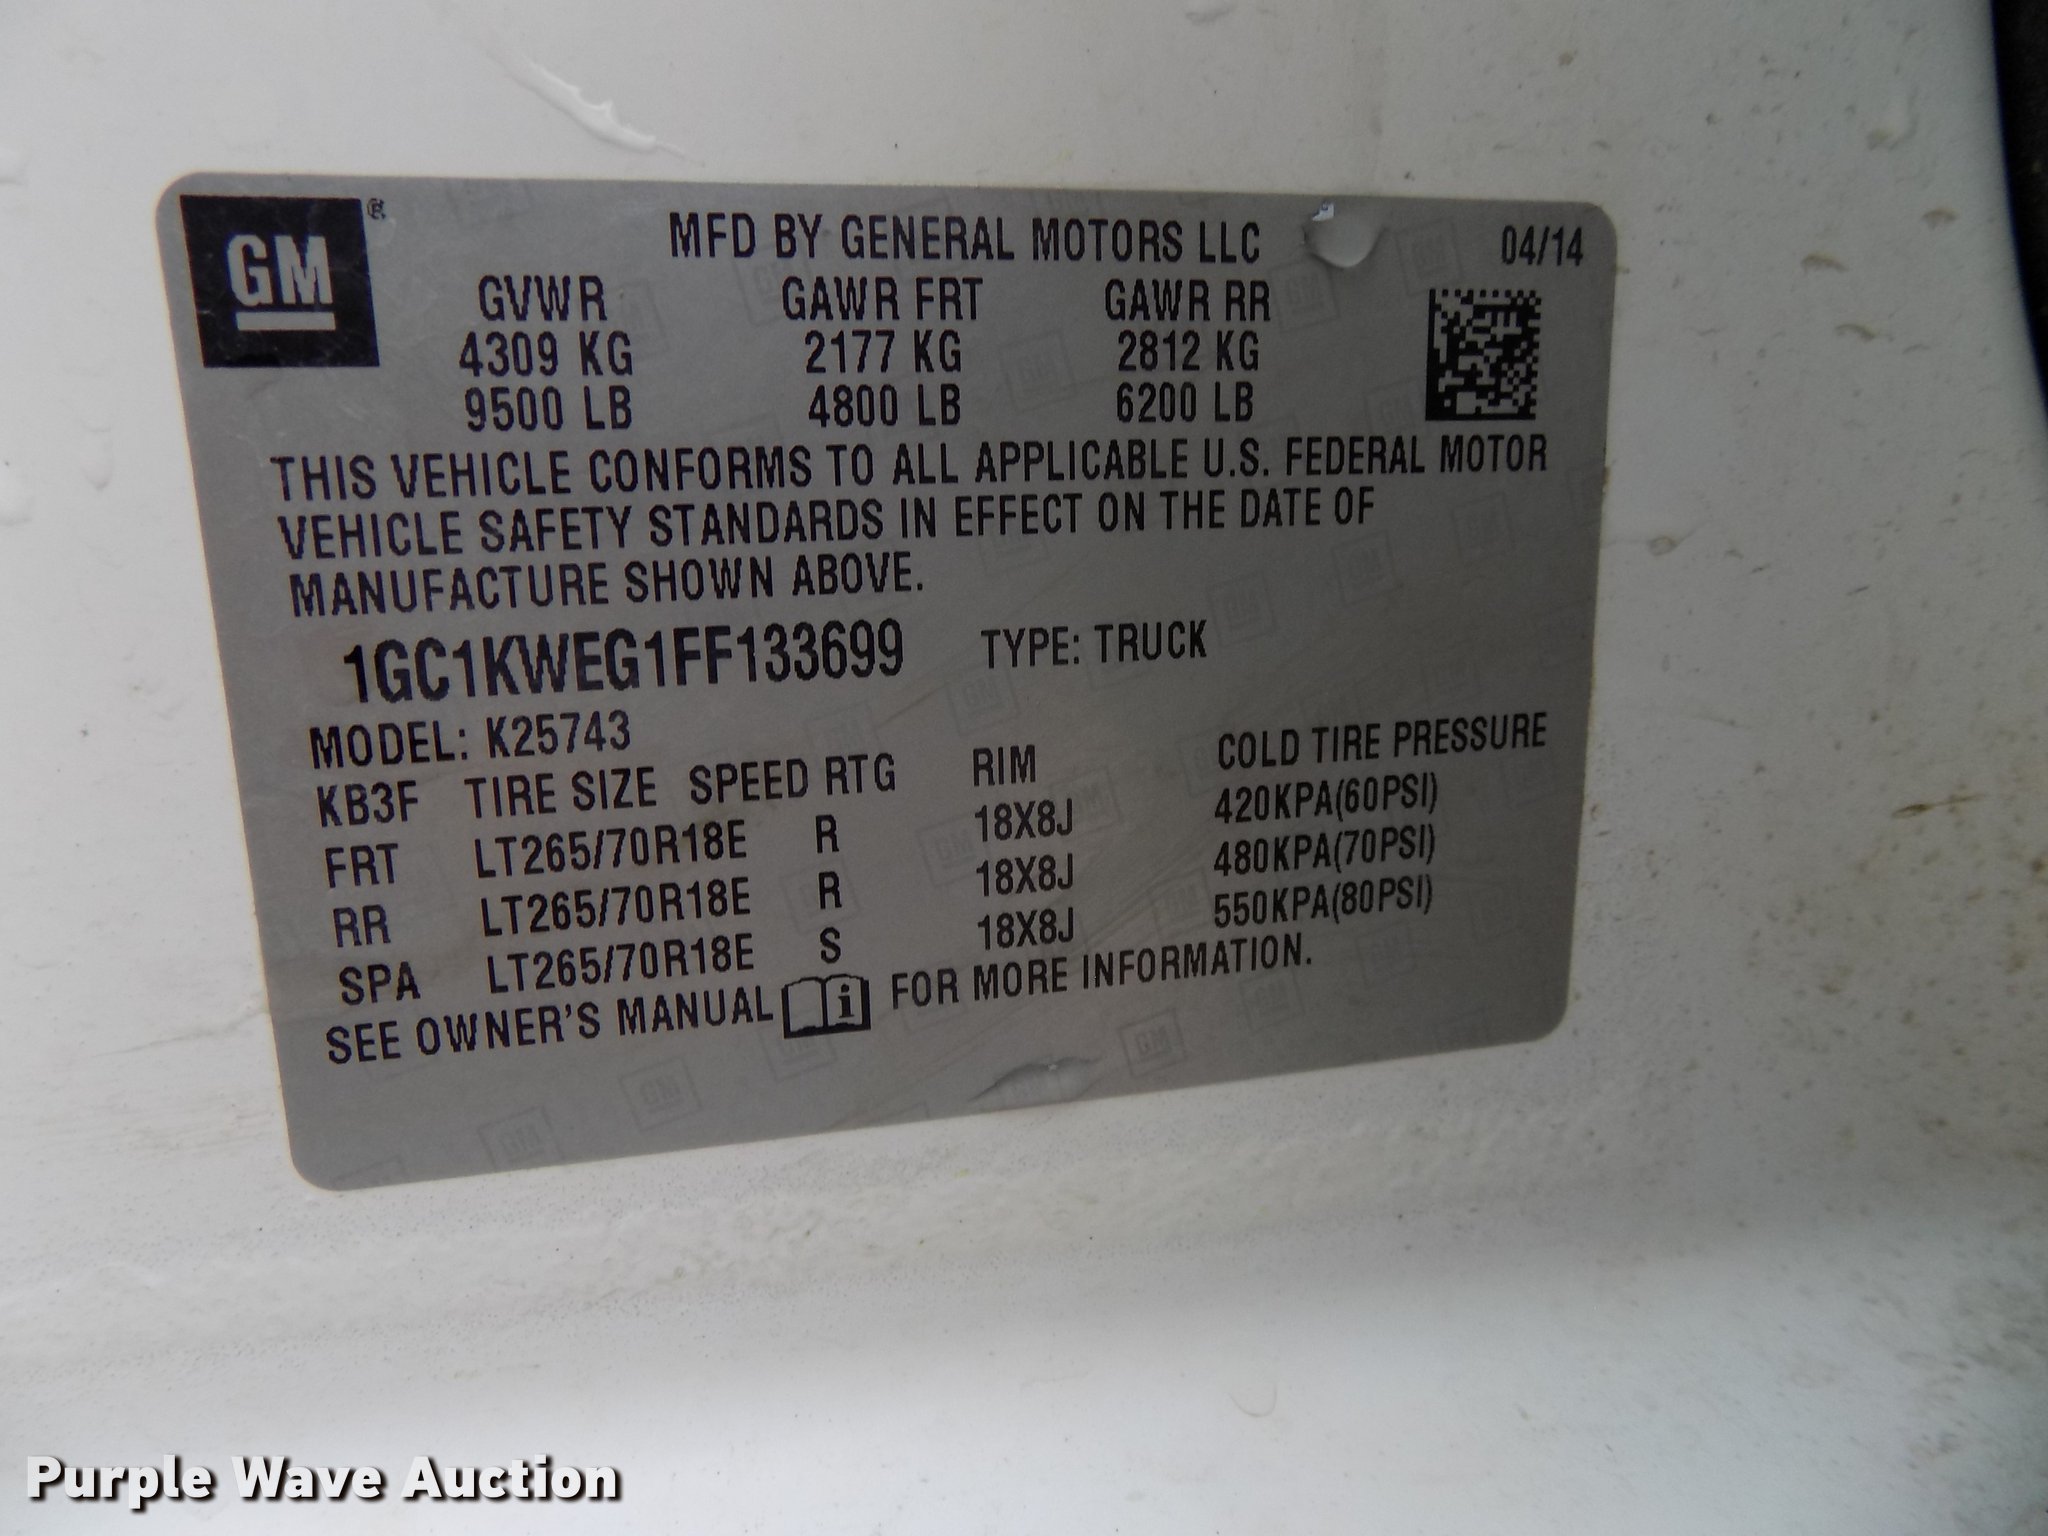 GM ®
MFD BY GENERAL MOTORS LLC 04/14
GVWR GAWR FRT GAWR RR
4309 KG 2177 KG 2812 KG
9500 LB 4800 LB 6200 LB
THIS VEHICLE CONFORMS TO ALL APPLICABLE U.S. FEDERAL MOTOR
VEHICLE SAFETY STANDARDS IN EFFECT ON THE DATE OF
MANUFACTURE SHOWN ABOVE.
1GC1KWEG1FF133699 TYPE: TRUCK
MODEL: K25743
KB3F TIRE SIZE SPEED RTG RIM COLD TIRE PRESSURE
FRT LT265/70R18E R 18X8J 420KPA(60PSI)
RR LT265/70R18E R 18X8J 480KPA(70PSI)
SPA LT265/70R18E S 18X8J 550KPA(80PSI)
SEE OWNER'S MANUAL i FOR MORE INFORMATION.
Purple Wave Auction